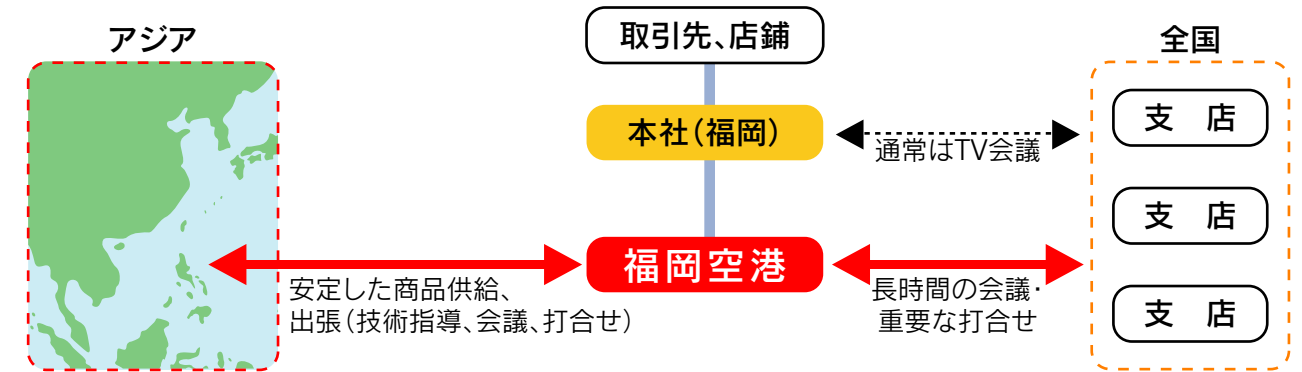 アジア
取引先、店舗
全国
本社(福岡)
通常はTV会議
支 店
支 店
支 店
福岡空港
安定した商品供給、
出張(技術指導、会議、打合せ)
長時間の会議・
重要な打合せ